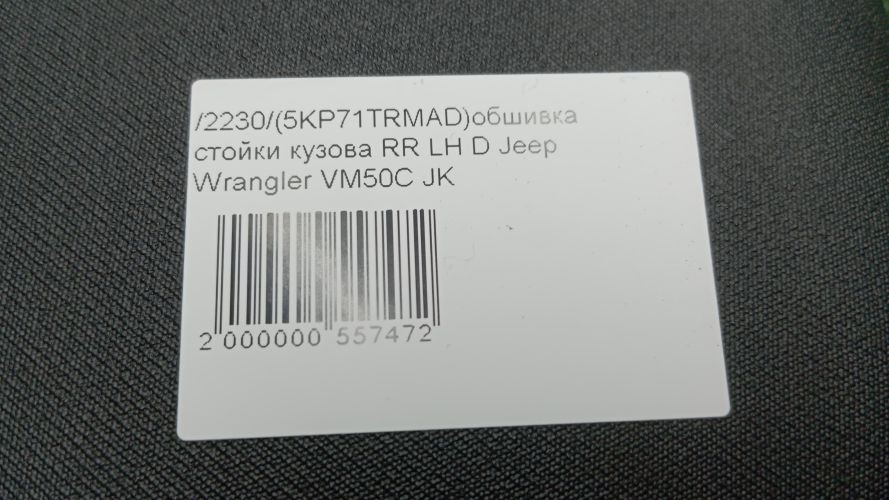 /2230/(5KP71TRMAD)обшивка
стойки кузова RR LH D Jeep
Wrangler VM50C JK
2 000000 557472